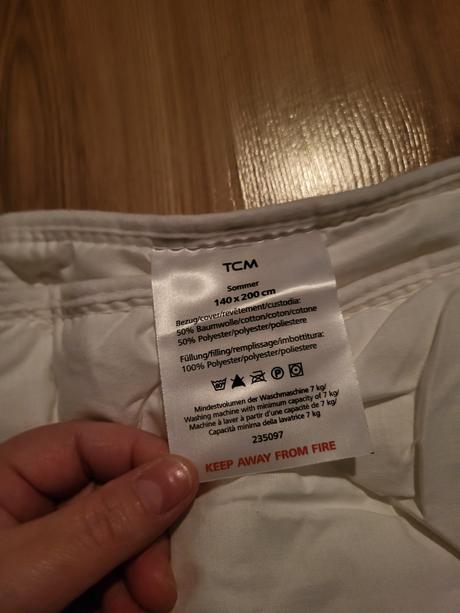 TCM
Sommer
140 x 200 cm
Bezug/cover/revêtement/custodia:
50% Baumwolle/cotton/coton/cotone
50% Polyester/polyester/poliestere
Füllung/filling/remplissage/imbottitura:
100% Polyester/polyester/poliestere
Mindestvolumen der Waschmaschine 7 kg/
Washing machine with minimum capacity of 7 kg/
Machine à laver à partir d'une capacité de 7 kg/
Capacità minima della lavatrice 7 kg
235097
KEEP AWAY FROM FIRE